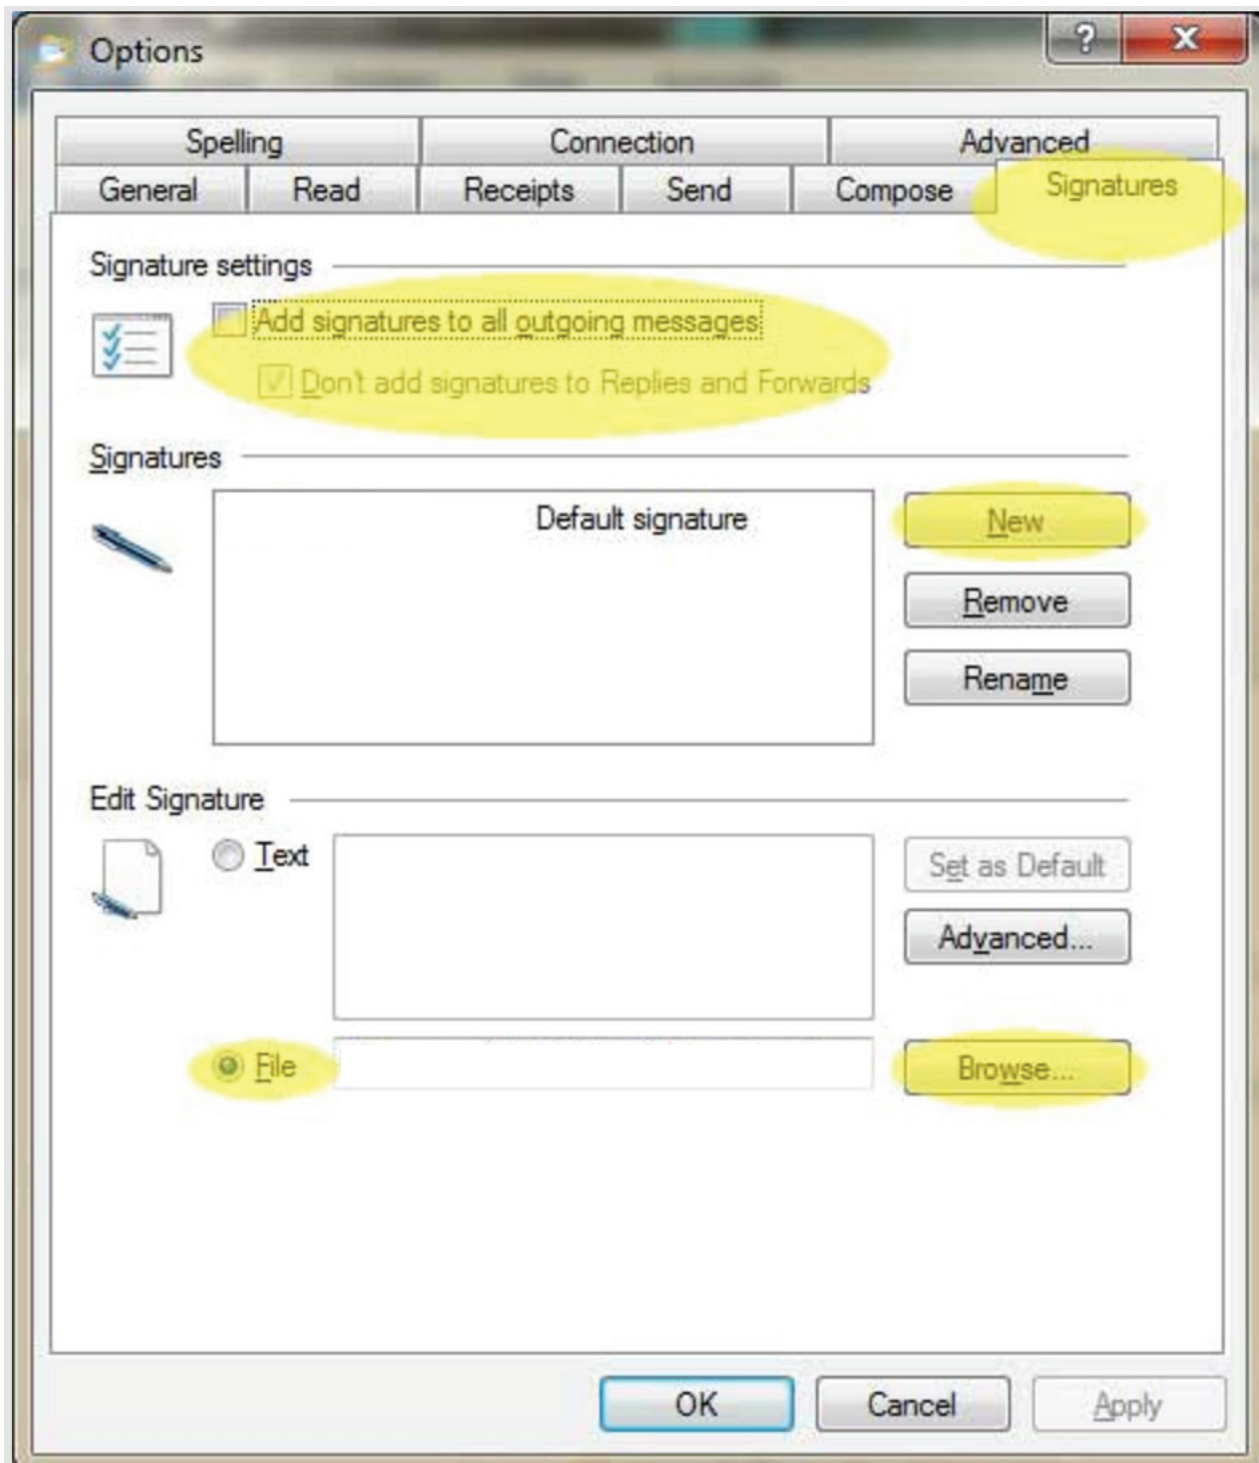 Options
?
X
Spelling Connection Advanced
General Read Receipts Send Compose Signatures
Signature settings
Add signatures to all outgoing messages
Don't add signatures to Replies and Forwards
Signatures
Default signature
New
Remove
Rename
Edit Signature
Text
Set as Default
Advanced...
File
Browse...
OK Cancel Apply